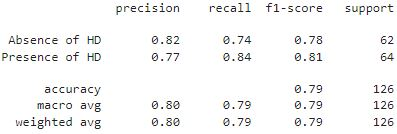 precision recall f1-score support
Absence of HD 0.82 0.74 0.78 62
Presence of HD 0.77 0.84 0.81 64
accuracy 0.79 126
macro avg 0.80 0.79 0.79 126
weighted avg 0.80 0.79 0.79 126